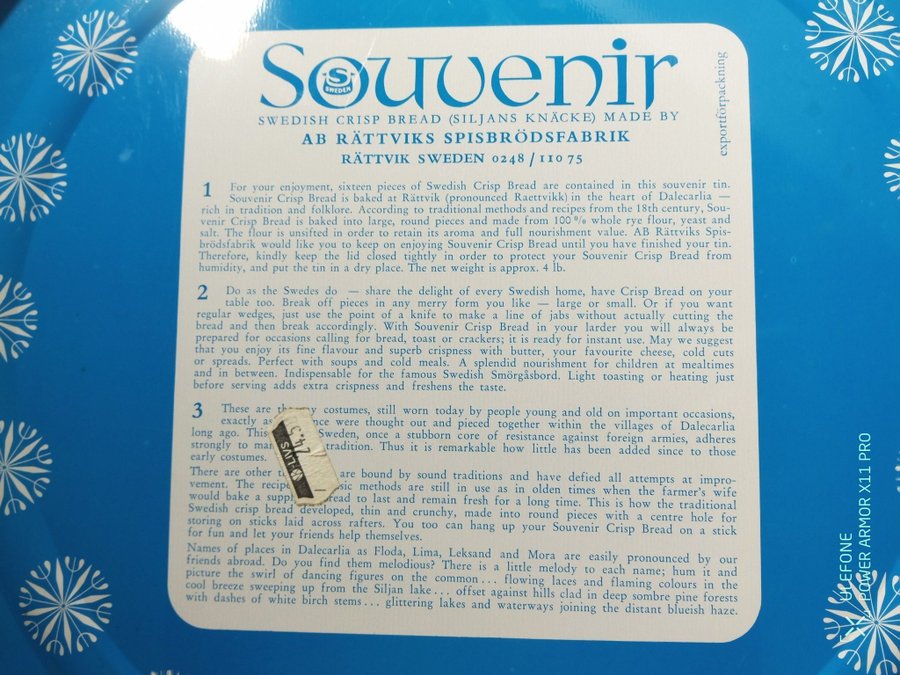 Souvenir
S
SWEDEN
exportförpackning
SWEDISH CRISP BREAD (SILJANS KNÄCKE) MADE BY
AB RÄTTVIKS SPISBRÖDSFABRIK
RÄTTVIK SWEDEN 0248/110 75
1 For your enjoyment, sixteen pieces of Swedish Crisp Bread are contained in this souvenir tin.
Souvenir Crisp Bread is baked at Rättvik (pronounced Raettvikk) in the heart of Dalecarlia —
rich in tradition and folklore. According to traditional methods and recipes from the 18th century, Sou-
venir Crisp Bread is baked into large, round pieces and made from 100 % whole rye flour, yeast and
salt. The flour is unsifted in order to retain its aroma and full nourishment value. AB Rättviks Spis-
brödsfabrik would like you to keep on enjoying Souvenir Crisp Bread until you have finished your tin.
Therefore, kindly keep the lid closed tightly in order to protect your Souvenir Crisp Bread from
humidity, and put the tin in a dry place. The net weight is approx. 4 lb.
2 Do as the Swedes do — share the delight of every Swedish home, have Crisp Bread on your
table too. Break off pieces in any merry form you like — large or small. Or if you want
regular wedges, just use the point of a knife to make a line of jabs without actually cutting the
bread and then break accordingly. With Souvenir Crisp Bread in your larder you will always be
prepared for occasions calling for bread, toast or crackers; it is ready for instant use. May we suggest
that you enjoy its fine flavour and superb crispness with butter, your favourite cheese, cold cuts
or spreads. Perfect with soups and cold meals. A splendid nourishment for children at mealtimes
and in between. Indispensable for the famous Swedish Smörgåsbord. Light toasting or heating just
before serving adds extra crispness and freshens the taste.
3 These are the costumes, still worn today by people young and old on important occasions,
exactly as once were thought out and pieced together within the villages of Dalecarlia
long ago. This Sweden, once a stubborn core of resistance against foreign armies, adheres
strongly to tradition. Thus it is remarkable how little has been added since to those
early costumes.
There are other are bound by sound traditions and have defied all attempts at impro-
vement. The methods are still in use as in olden times when the farmer's wife
would bake a bread to last and remain fresh for a long time. This is how the traditional
Swedish crisp bread developed, thin and crunchy, made into round pieces with a centre hole for
storing on sticks laid across rafters. You too can hang up your Souvenir Crisp Bread on a stick
for fun and let your friends help themselves.
Names of places in Dalecarlia as Floda, Lima, Leksand and Mora are easily pronounced by our
friends abroad. Do you find them melodious? There is a little melody to each name; hum it and
picture the swirl of dancing figures on the common... flowing laces and flaming colours in the
cool breeze sweeping up from the Siljan lake... offset against hills clad in deep sombre pine forests
with dashes of white birch stems... glittering lakes and waterways joining the distant blueish haze.
ULEFONE
POWER ARMOR X11 PRO